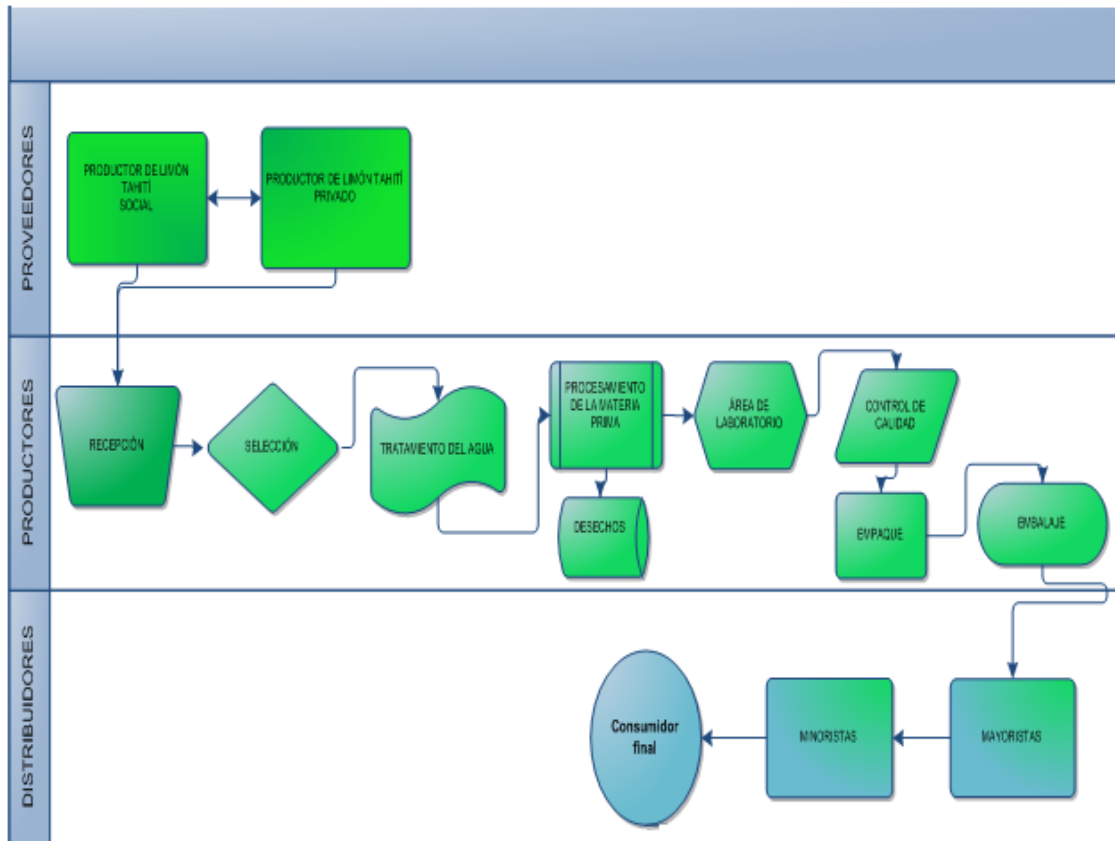 PROVEEDORES
PRODUCTOR DE LIMÓN
TAHITÍ
SOCIAL
PRODUCTOR DE LIMÓN TAHITÍ
PRIVADO
PRODUCTORES
RECEPCIÓN
SELECCIÓN
TRATAMIENTO DEL AGUA
PROCESAMIENTO
DE LA MATERIA
PRIMA
DESECHOS
ÁREA DE
LABORATORIO
CONTROL DE
CALIDAD
EMPAQUE
EMBALAJE
DISTRIBUIDORES
Consumidor
final
MINORISTAS
MAYORISTAS